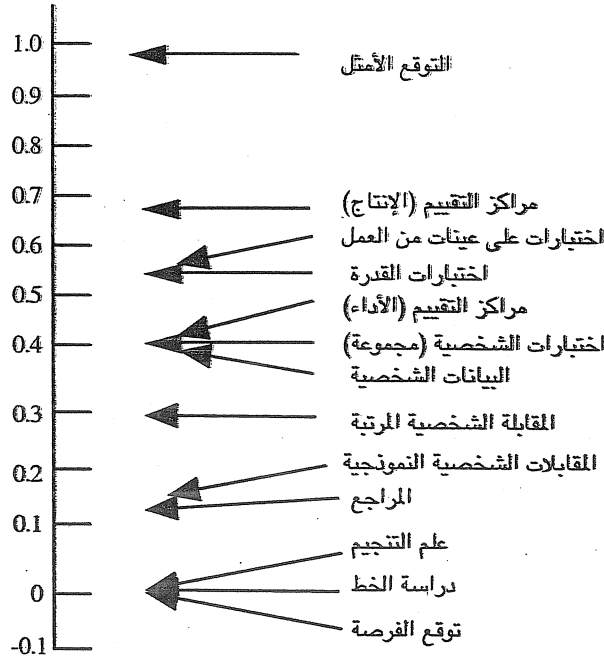 1.0
التوقع الأمثل
0.9
0.8
0.7
مراكز التقييم (الإنتاج)
اختبارات على عينات من العمل
0.6
اختبارات القدرة
0.5
مراكز التقييم (الأداء)
0.4
اختبارات الشخصية (مجموعة)
البيانات الشخصية
0.3
المقابلة الشخصية المرتبة
المقابلات الشخصية النموذجية
0.2
المراجع
0.1
علم التنجيم
0
دراسة الخط
توقع الفرصة
-0.1